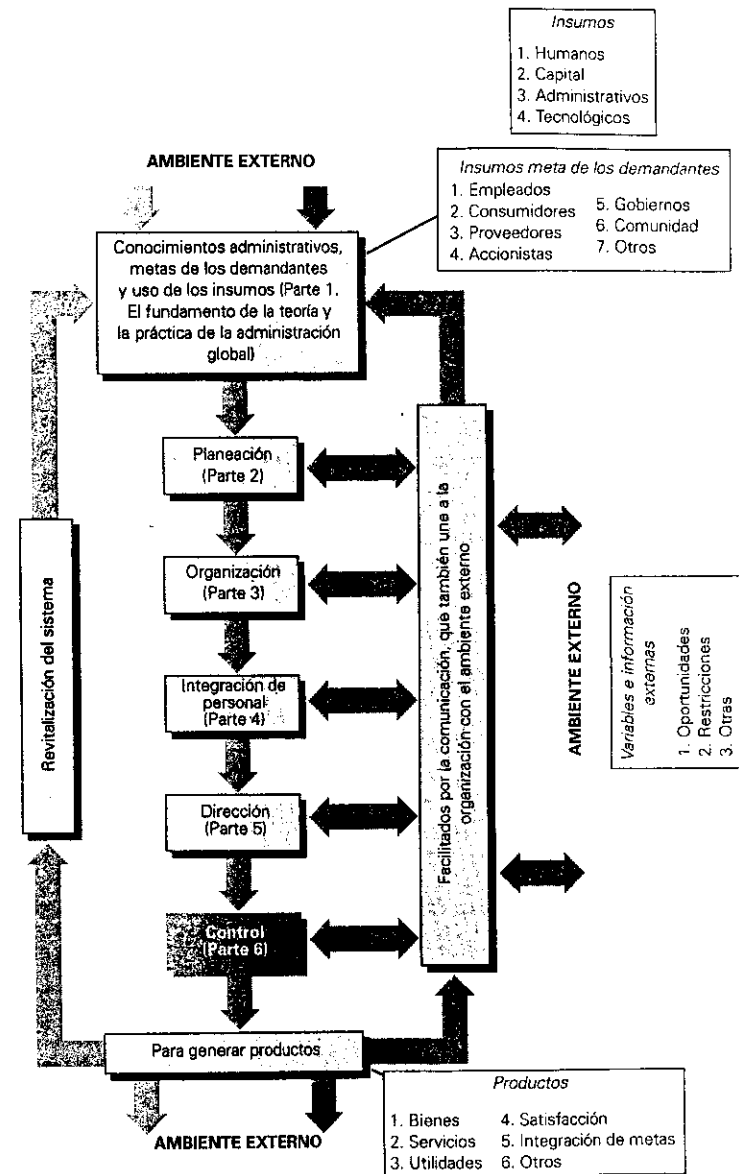 Insumos
1. Humanos
2. Capital
3. Administrativos
4. Tecnológicos
AMBIENTE EXTERNO
Insumos meta de los demandantes
1. Empleados
2. Consumidores
3. Proveedores
4. Accionistas
5. Gobiernos
6. Comunidad
7. Otros
Conocimientos administrativos,
metas de los demandantes
y uso de los insumos (Parte 1.
El fundamento de la teoría y
la práctica de la administración
global)
Planeación
(Parte 2)
Organización
(Parte 3)
Integración de
personal
(Parte 4)
Dirección
(Parte 5)
Control
(Parte 6)
Revitalización del sistema
Facilitados por la comunicación, que también une a la
organización con el ambiente externo
AMBIENTE EXTERNO
Variables e información
externas
1. Oportunidades
2. Restricciones
3. Otras
Para generar productos
AMBIENTE EXTERNO
Productos
1. Bienes
2. Servicios
3. Utilidades
4. Satisfacción
5. Integración de metas
6. Otros